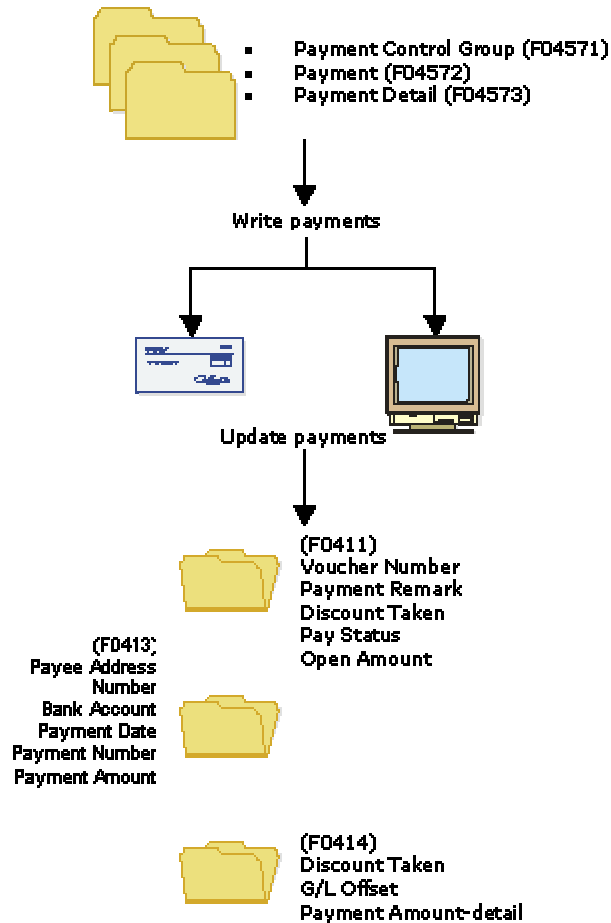 ▪ Payment Control Group (F04571)
▪ Payment (F04572)
▪ Payment Detail (F04573)
Write payments
Update payments
(F0411)
Voucher Number
Payment Remark
Discount Taken
Pay Status
Open Amount
(F0413)
Payee Address
Number
Bank Account
Payment Date
Payment Number
Payment Amount
(F0414)
Discount Taken
G/L Offset
Payment Amount-detail